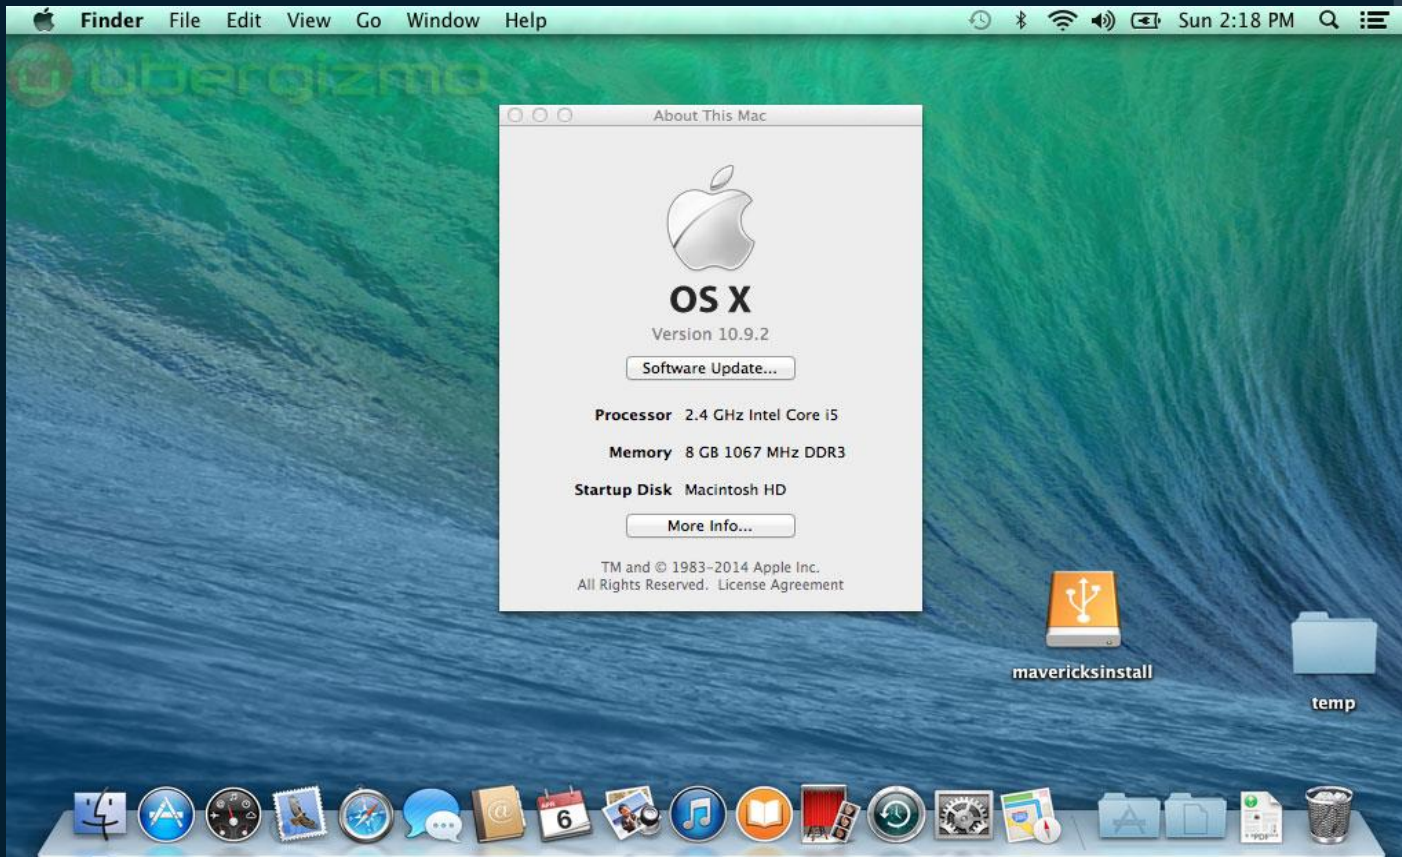 Finder File Edit View Go Window Help Sun 2:18 PM
ubergizmo
About This Mac
OS X
Version 10.9.2
Software Update...
Processor 2.4 GHz Intel Core i5
Memory 8 GB 1067 MHz DDR3
Startup Disk Macintosh HD
More Info...
TM and © 1983-2014 Apple Inc.
All Rights Reserved. License Agreement
mavericksinstall
temp
APR
6
PDF